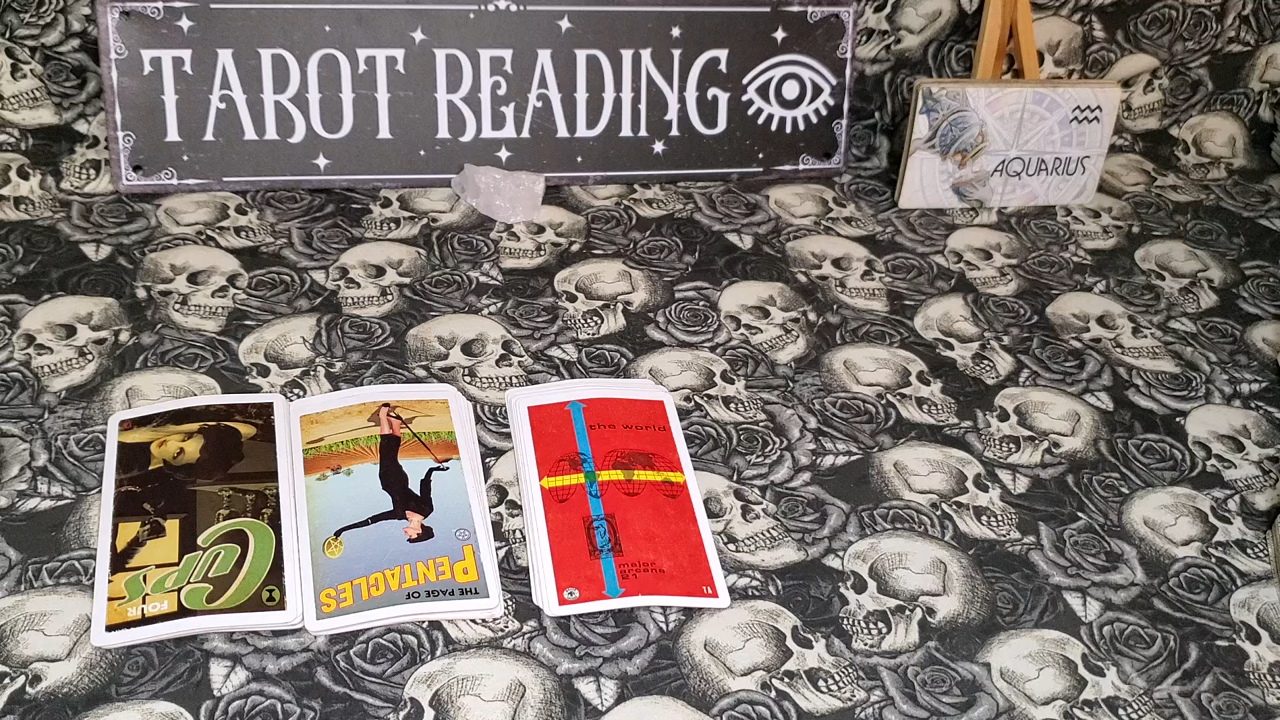 TAROT READING
AQUARIUS
CUPS
FOUR
PENTACLES
THE PAGE OF
the world
major
arcana
21